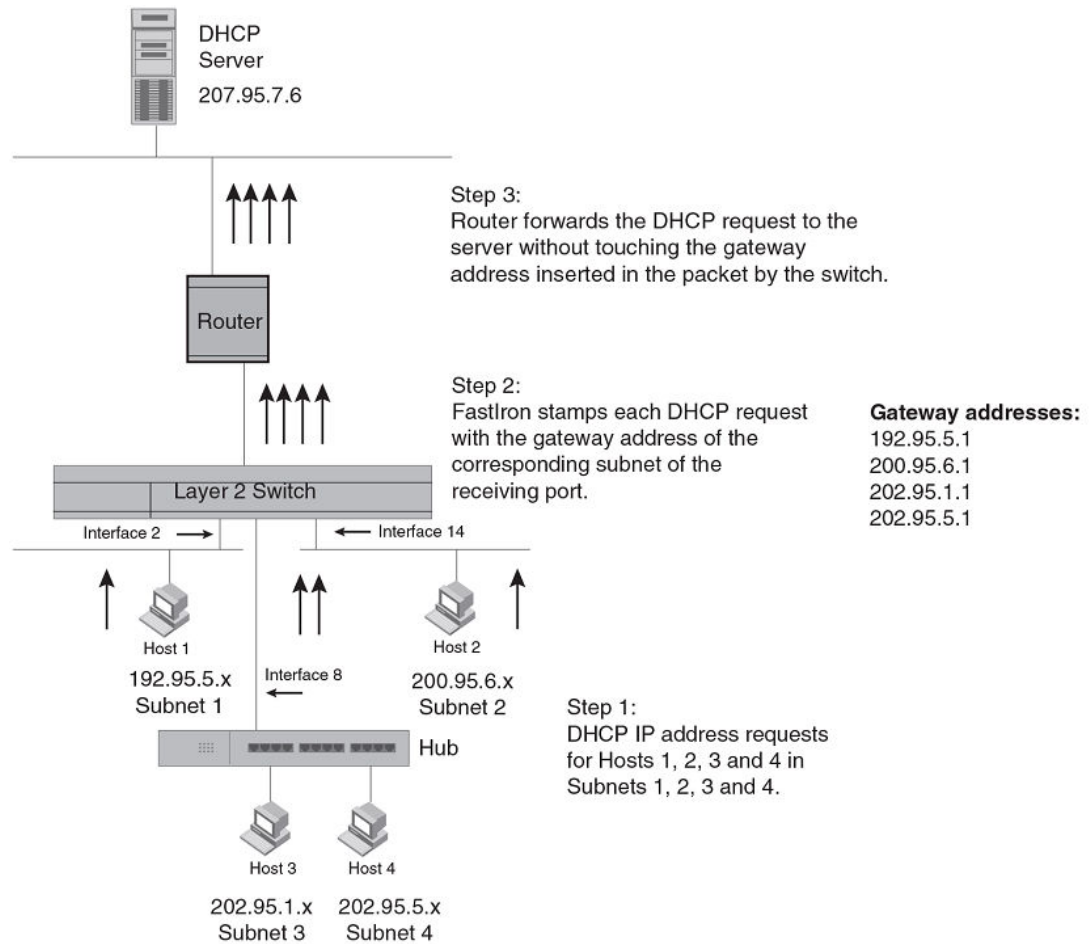 DHCP
Server
207.95.7.6
Step 3:
Router forwards the DHCP request to the
server without touching the gateway
address inserted in the packet by the switch.
Router
Step 2:
FastIron stamps each DHCP request
with the gateway address of the
corresponding subnet of the
receiving port.
Gateway addresses:
192.95.5.1
200.95.6.1
202.95.1.1
202.95.5.1
Layer 2 Switch
Interface 2
Interface 14
Host 1
192.95.5.x
Subnet 1
Interface 8
Host 2
200.95.6.x
Subnet 2
Step 1:
DHCP IP address requests
for Hosts 1, 2, 3 and 4 in
Subnets 1, 2, 3 and 4.
Hub
Host 3
Host 4
202.95.1.x
Subnet 3
202.95.5.x
Subnet 4